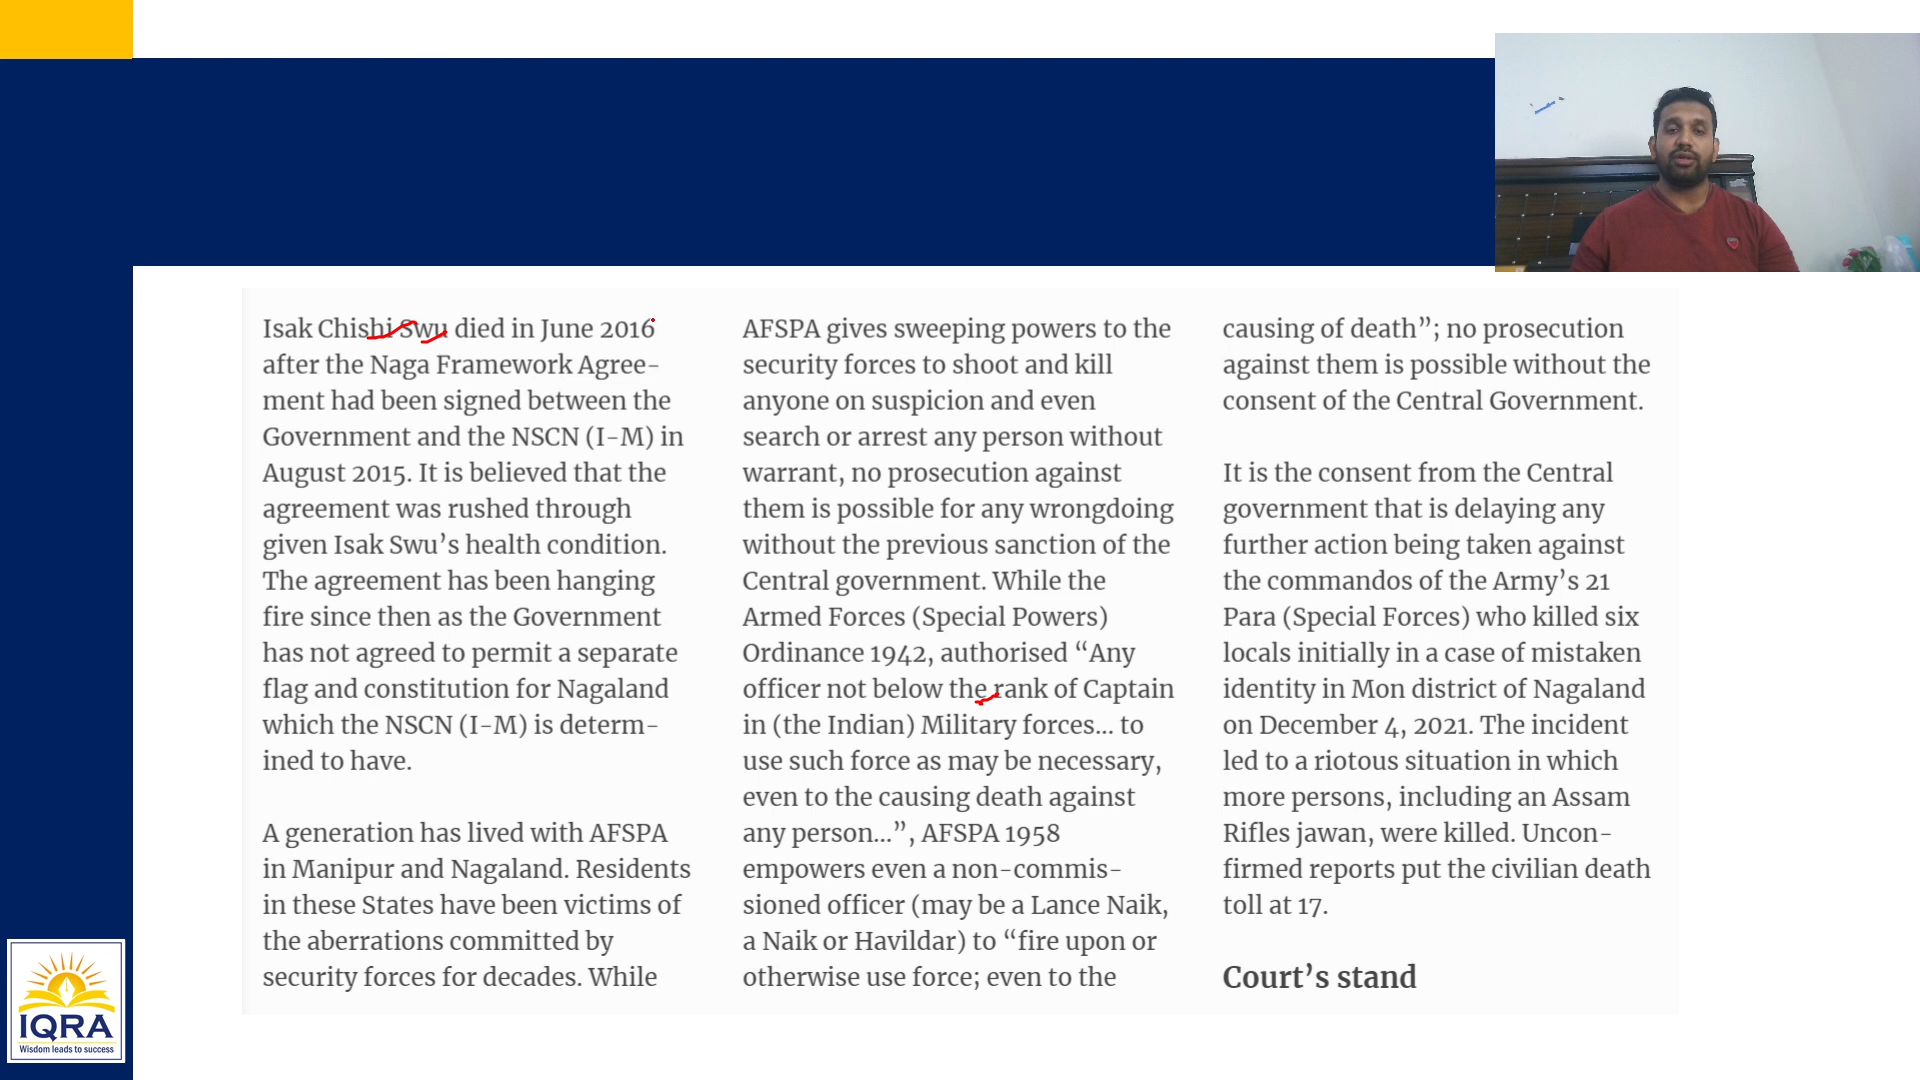 Isak Chishi Swu died in June 2016
after the Naga Framework Agree-
ment had been signed between the
Government and the NSCN (I-M) in
August 2015. It is believed that the
agreement was rushed through
given Isak Swu’s health condition.
The agreement has been hanging
fire since then as the Government
has not agreed to permit a separate
flag and constitution for Nagaland
which the NSCN (I-M) is determ-
ined to have.
A generation has lived with AFSPA
in Manipur and Nagaland. Residents
in these States have been victims of
the aberrations committed by
security forces for decades. While
AFSPA gives sweeping powers to the
security forces to shoot and kill
anyone on suspicion and even
search or arrest any person without
warrant, no prosecution against
them is possible for any wrongdoing
without the previous sanction of the
Central government. While the
Armed Forces (Special Powers)
Ordinance 1942, authorised “Any
officer not below the rank of Captain
in (the Indian) Military forces... to
use such force as may be necessary,
even to the causing death against
any person...”, AFSPA 1958
empowers even a non-commis-
sioned officer (may be a Lance Naik,
a Naik or Havildar) to “fire upon or
otherwise use force; even to the
causing of death”; no prosecution
against them is possible without the
consent of the Central Government.
It is the consent from the Central
government that is delaying any
further action being taken against
the commandos of the Army’s 21
Para (Special Forces) who killed six
locals initially in a case of mistaken
identity in Mon district of Nagaland
on December 4, 2021. The incident
led to a riotous situation in which
more persons, including an Assam
Rifles jawan, were killed. Uncon-
firmed reports put the civilian death
toll at 17.
Court’s stand
IQRA
Wisdom leads to success